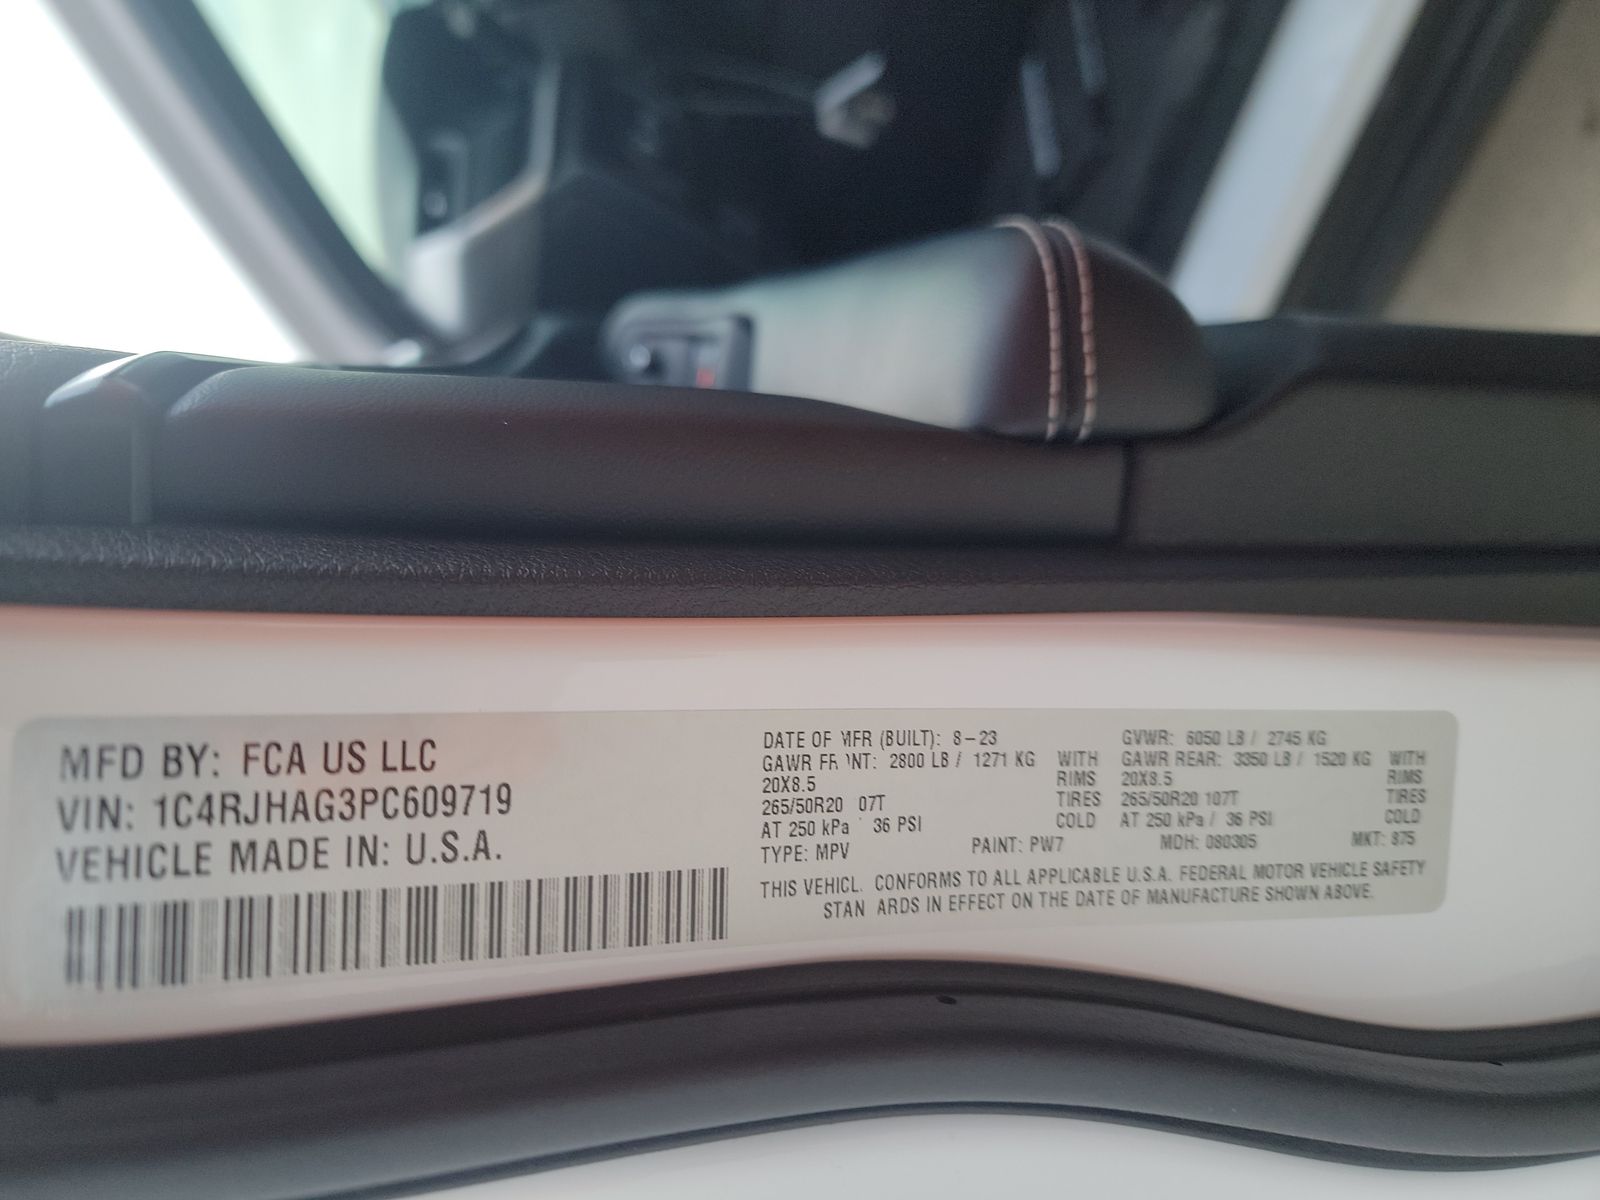 MFD BY: FCA US LLC
VIN: 1C4RJHAG3PC609719
VEHICLE MADE IN: U.S.A.
DATE OF MFR (BUILT): 8-23 GVWR: 6050 LB / 2745 KG
GAWR FR NT: 2800 LB / 1271 KG WITH GAWR REAR: 3350 LB / 1520 KG WITH
20X8.5 RIMS 20X8.5 RIMS
265/50R20 07T TIRES 265/50R20 107T TIRES
AT 250 kPa 36 PSI COLD AT 250 kPa / 36 PSI COLD
TYPE: MPV PAINT: PW7 MDH: 080305 MKT: 875
THIS VEHICL CONFORMS TO ALL APPLICABLE U.S.A. FEDERAL MOTOR VEHICLE SAFETY
STAN ARDS IN EFFECT ON THE DATE OF MANUFACTURE SHOWN ABOVE.